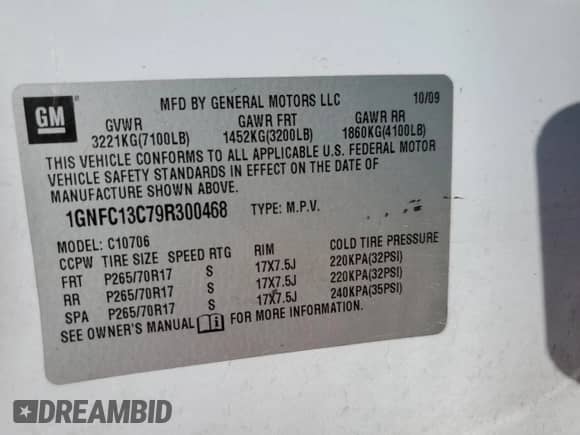 GM
MFD BY GENERAL MOTORS LLC 10/09
GVWR GAWR FRT GAWR RR
3221KG(7100LB) 1452KG(3200LB) 1860KG(4100LB)
THIS VEHICLE CONFORMS TO ALL APPLICABLE U.S. FEDERAL MOTOR
VEHICLE SAFETY STANDARDS IN EFFECT ON THE DATE OF
MANUFACTURE SHOWN ABOVE.
1GNFC13C79R300468 TYPE: M.P.V.
MODEL: C10706
CCPW TIRE SIZE SPEED RTG RIM COLD TIRE PRESSURE
FRT P265/70R17 S 17X7.5J 220KPA(32PSI)
RR P265/70R17 S 17X7.5J 220KPA(32PSI)
SPA P265/70R17 S 17X7.5J 240KPA(35PSI)
SEE OWNER'S MANUAL i FOR MORE INFORMATION.
DREAMBID